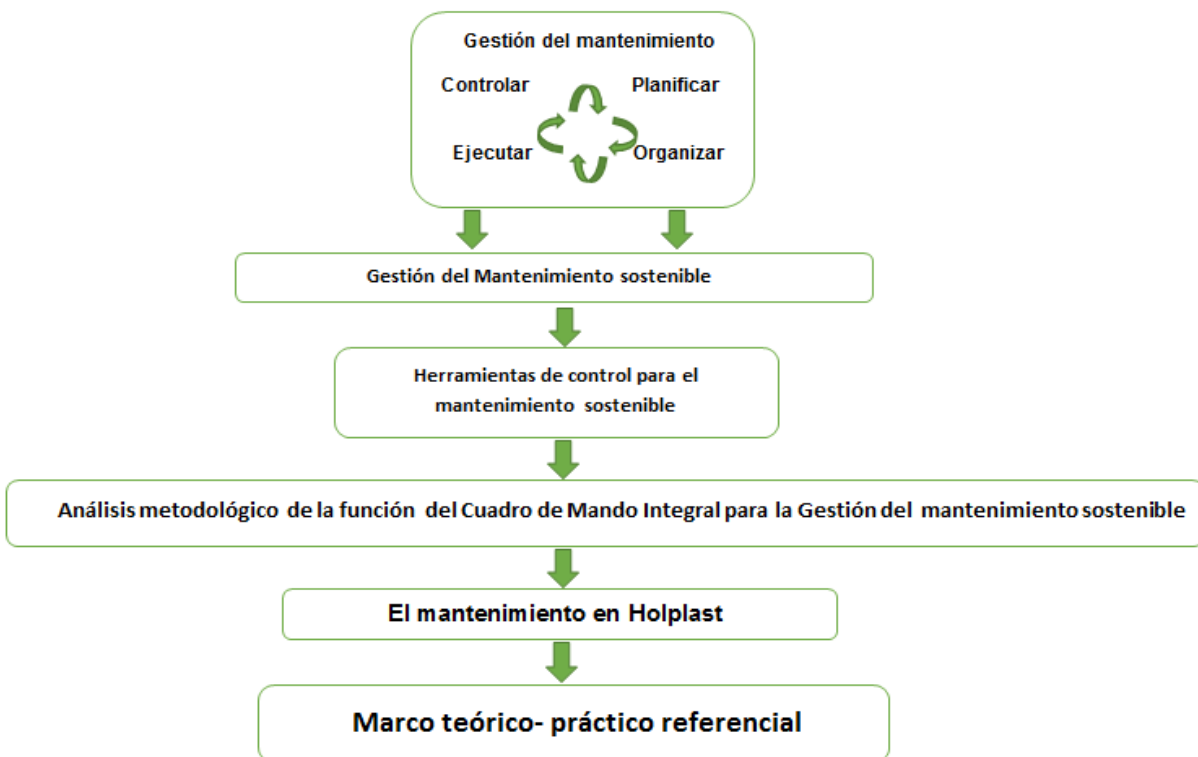 Gestión del mantenimiento
Controlar
Planificar
Ejecutar
Organizar
Gestión del Mantenimiento sostenible
Herramientas de control para el
mantenimiento sostenible
Análisis metodológico de la función del Cuadro de Mando Integral para la Gestión del mantenimiento sostenible
El mantenimiento en Holplast
Marco teórico- práctico referencial